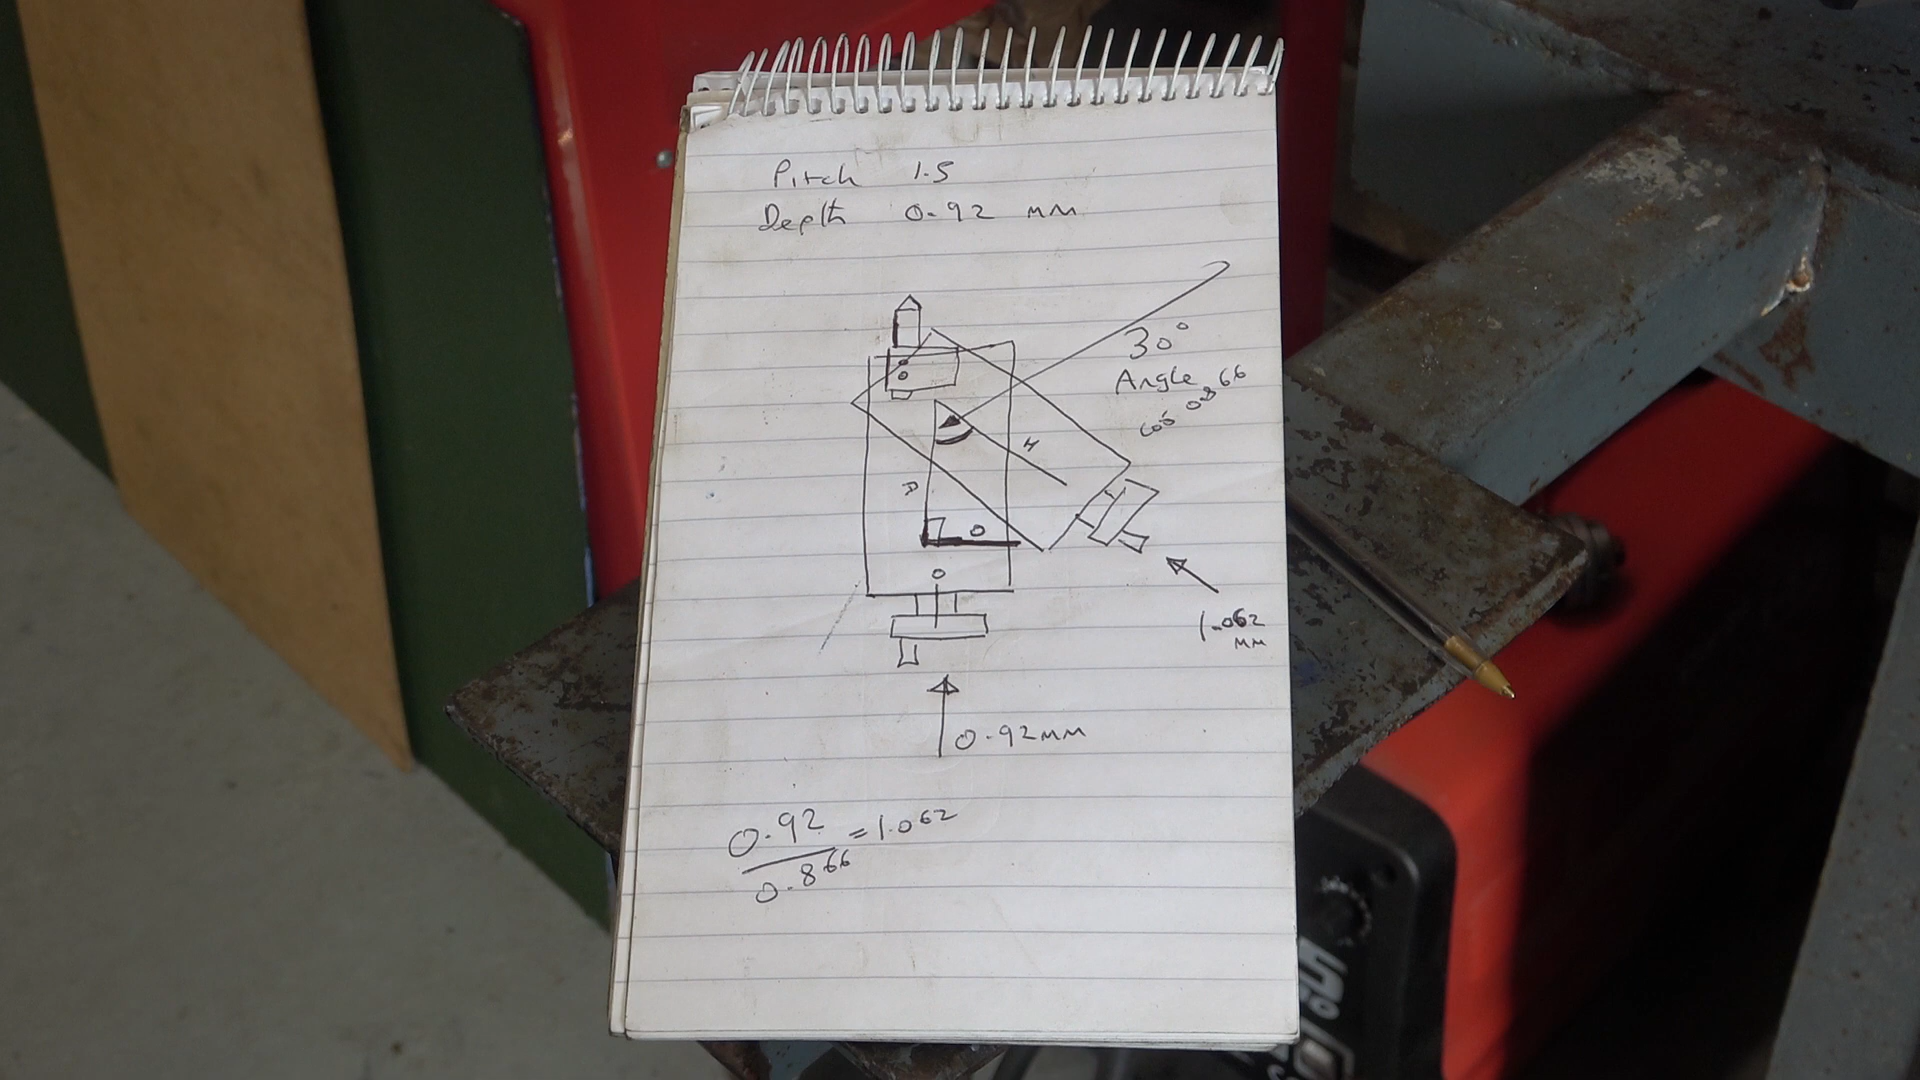 Pitch 1.5
Depth 0.92 mm
30°
Angle
cos 0.866
H
A
O
1.062
mm
0.92mm
0.92
0.866
=1.062